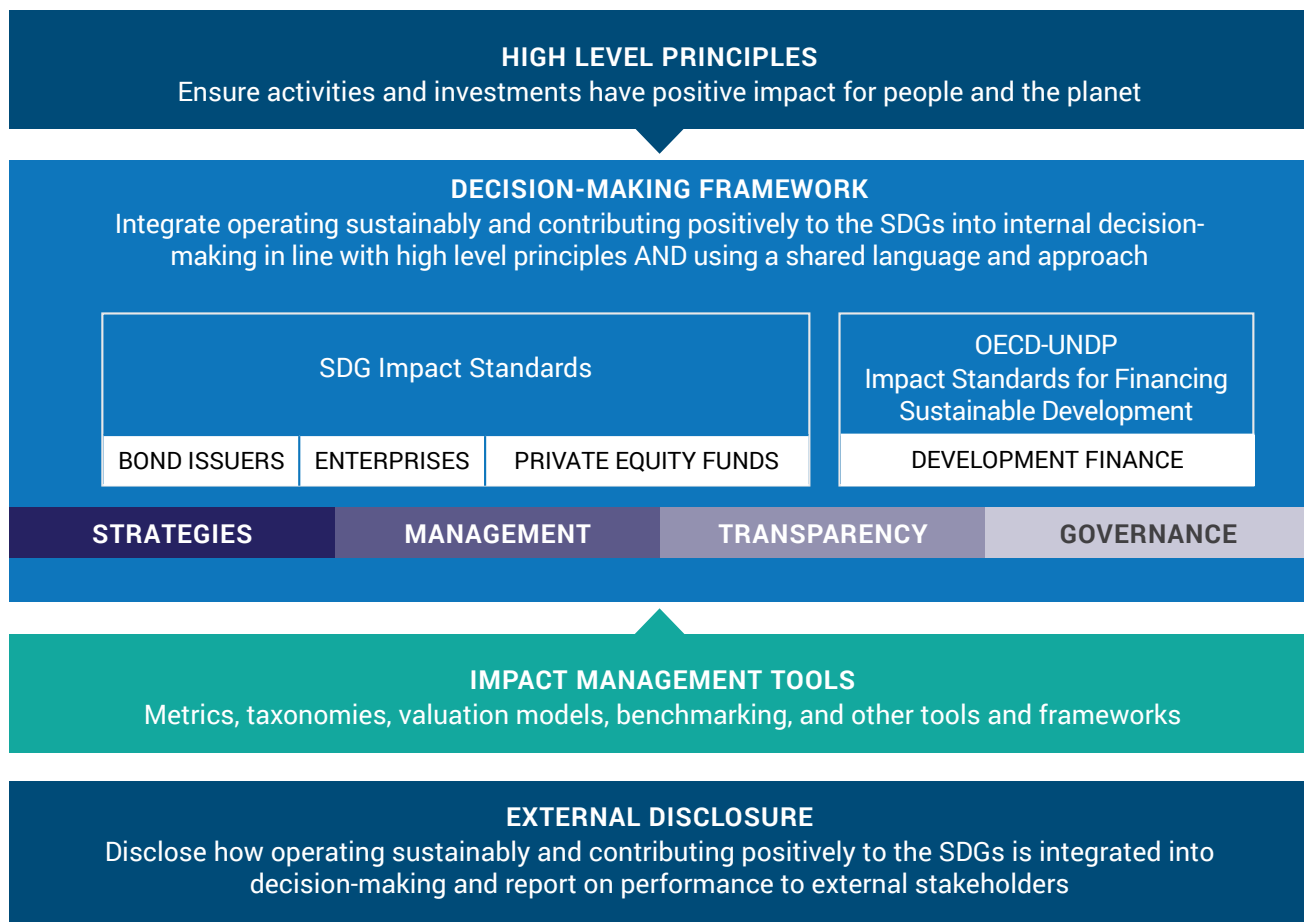 HIGH LEVEL PRINCIPLES
Ensure activities and investments have positive impact for people and the planet
DECISION-MAKING FRAMEWORK
Integrate operating sustainably and contributing positively to the SDGs into internal decision-
making in line with high level principles AND using a shared language and approach
SDG Impact Standards
OECD-UNDP
Impact Standards for Financing
Sustainable Development
BOND ISSUERS
ENTERPRISES
PRIVATE EQUITY FUNDS
DEVELOPMENT FINANCE
STRATEGIES
MANAGEMENT
TRANSPARENCY
GOVERNANCE
IMPACT MANAGEMENT TOOLS
Metrics, taxonomies, valuation models, benchmarking, and other tools and frameworks
EXTERNAL DISCLOSURE
Disclose how operating sustainably and contributing positively to the SDGs is integrated into
decision-making and report on performance to external stakeholders